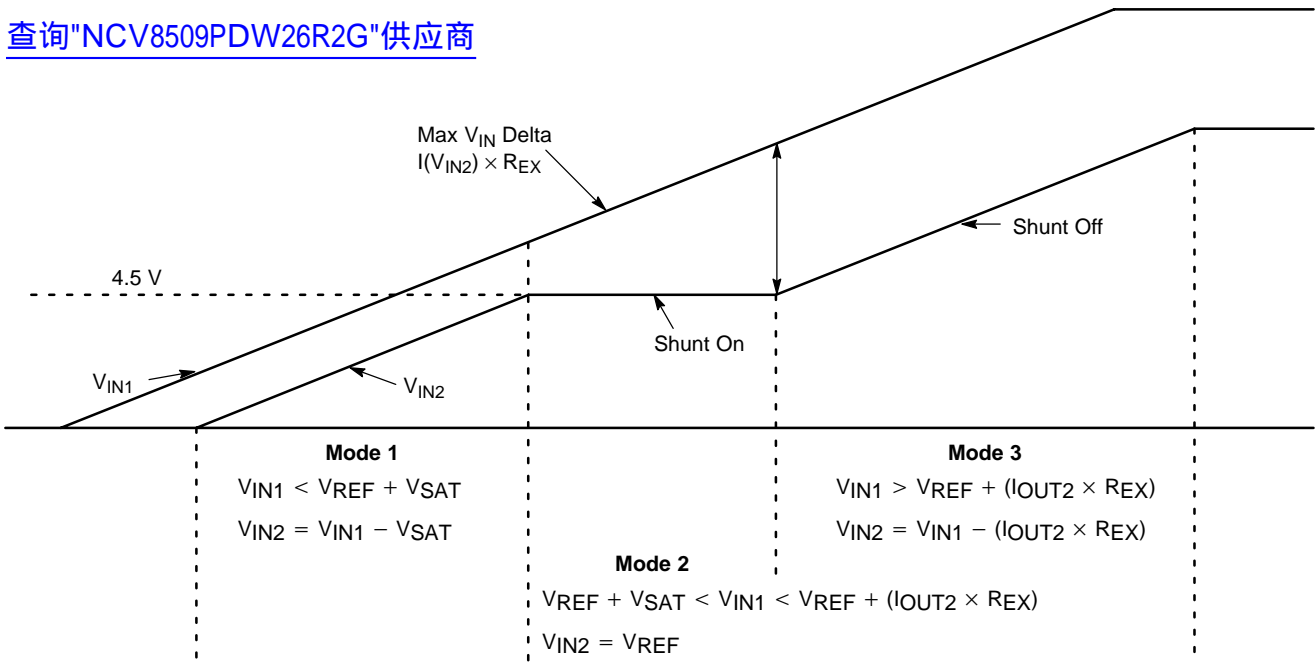 查询"NCV8509PDW26R2G"供应商
Max VIN Delta
I(VIN2) × REX
Shunt Off
4.5 V
Shunt On
VIN1
VIN2
Mode 1
VIN1 < VREF + VSAT
VIN2 = VIN1 − VSAT
Mode 3
VIN1 > VREF + (IOUT2 × REX)
VIN2 = VIN1 − (IOUT2 × REX)
Mode 2
VREF + VSAT < VIN1 < VREF + (IOUT2 × REX)
VIN2 = VREF